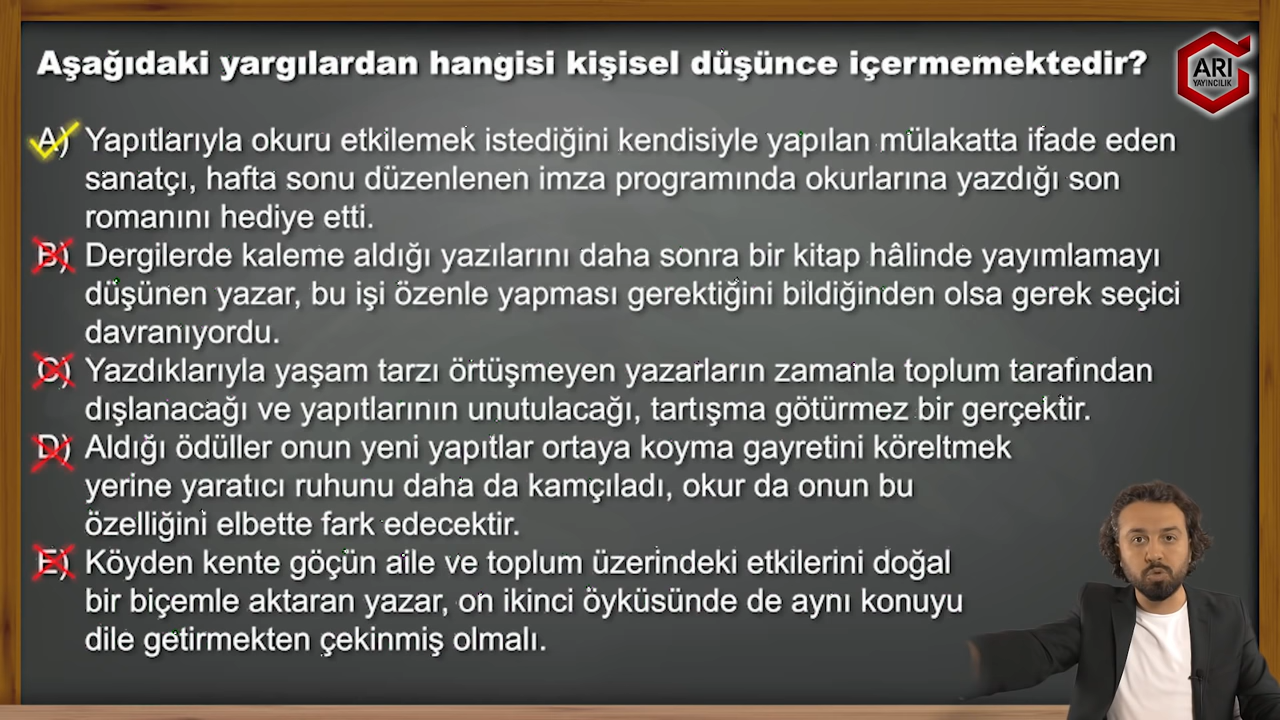 Aşağıdaki yargılardan hangisi kişisel düşünce içermemektedir?
ARI
YAYINCILIK
A) Yapıtlarıyla okuru etkilemek istediğini kendisiyle yapılan mülakatta ifade eden
sanatçı, hafta sonu düzenlenen imza programında okurlarına yazdığı son
romanını hediye etti.
B) Dergilerde kaleme aldığı yazılarını daha sonra bir kitap hâlinde yayımlamayı
düşünen yazar, bu işi özenle yapması gerektiğini bildiğinden olsa gerek seçici
davranıyordu.
C) Yazdıklarıyla yaşam tarzı örtüşmeyen yazarların zamanla toplum tarafından
dışlanacağı ve yapıtlarının unutulacağı, tartışma götürmez bir gerçektir.
D) Aldığı ödüller onun yeni yapıtlar ortaya koyma gayretini köreltmek
yerine yaratıcı ruhunu daha da kamçıladı, okur da onun bu
özelliğini elbette fark edecektir.
E) Köyden kente göçün aile ve toplum üzerindeki etkilerini doğal
bir biçemle aktaran yazar, on ikinci öyküsünde de aynı konuyu
dile getirmekten çekinmiş olmalı.